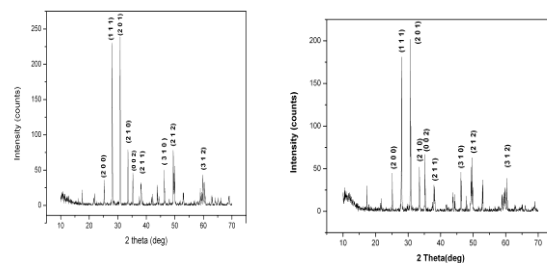 Intensity (counts)
250
200
150
100
50
0
(1 1 1)
(2 0 1)
(2 0 0)
(2 1 0)
(0 0 2)
(2 1 1)
(3 1 0)
(2 1 2)
(3 1 2)
10 20 30 40 50 60 70
2 theta (deg)
Intensity (counts)
200
150
100
50
0
(1 1 1)
(2 0 1)
(2 0 0)
(2 1 0)
(0 0 2)
(2 1 1)
(3 1 0)
(2 1 2)
(3 1 2)
10 20 30 40 50 60 70
2 Theta(deg)